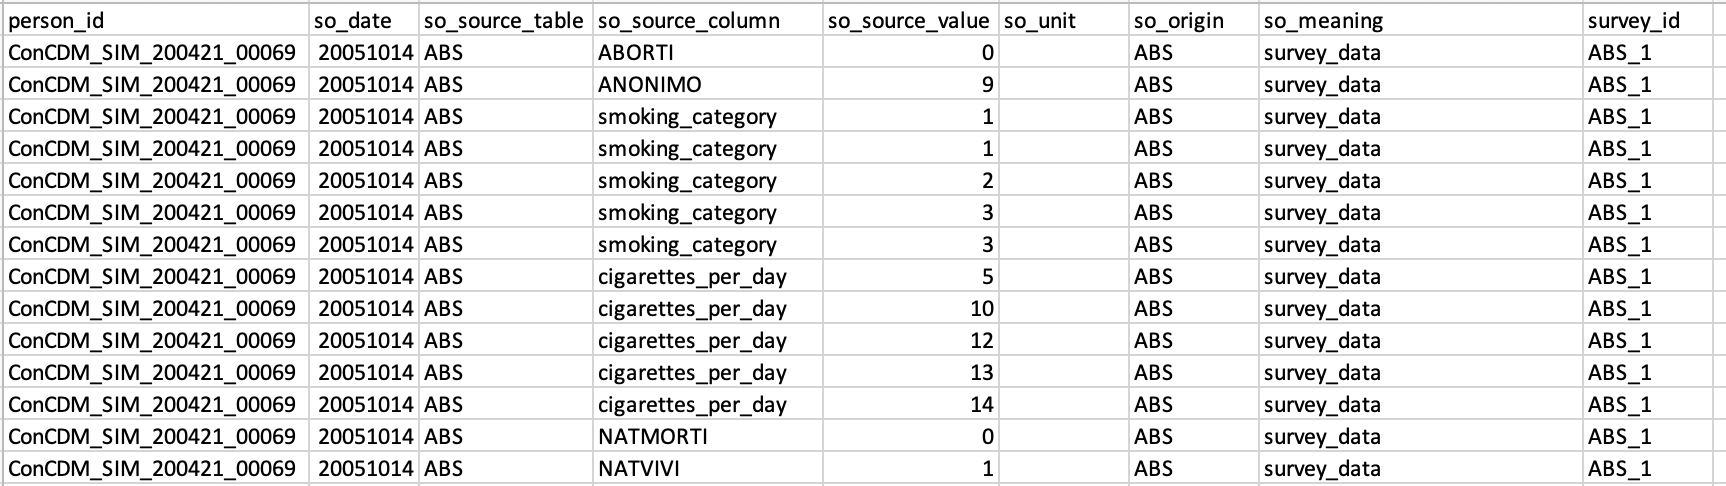 person_id so_date so_source_table so_source_column so_source_value so_unit so_origin so_meaning survey_id
ConCDM_SIM_200421_00069 20051014 ABS ABORTI 0 ABS survey_data ABS_1
ConCDM_SIM_200421_00069 20051014 ABS ANONIMO 9 ABS survey_data ABS_1
ConCDM_SIM_200421_00069 20051014 ABS smoking_category 1 ABS survey_data ABS_1
ConCDM_SIM_200421_00069 20051014 ABS smoking_category 1 ABS survey_data ABS_1
ConCDM_SIM_200421_00069 20051014 ABS smoking_category 2 ABS survey_data ABS_1
ConCDM_SIM_200421_00069 20051014 ABS smoking_category 3 ABS survey_data ABS_1
ConCDM_SIM_200421_00069 20051014 ABS smoking_category 3 ABS survey_data ABS_1
ConCDM_SIM_200421_00069 20051014 ABS cigarettes_per_day 5 ABS survey_data ABS_1
ConCDM_SIM_200421_00069 20051014 ABS cigarettes_per_day 10 ABS survey_data ABS_1
ConCDM_SIM_200421_00069 20051014 ABS cigarettes_per_day 12 ABS survey_data ABS_1
ConCDM_SIM_200421_00069 20051014 ABS cigarettes_per_day 13 ABS survey_data ABS_1
ConCDM_SIM_200421_00069 20051014 ABS cigarettes_per_day 14 ABS survey_data ABS_1
ConCDM_SIM_200421_00069 20051014 ABS NATMORTI 0 ABS survey_data ABS_1
ConCDM_SIM_200421_00069 20051014 ABS NATVIVI 1 ABS survey_data ABS_1